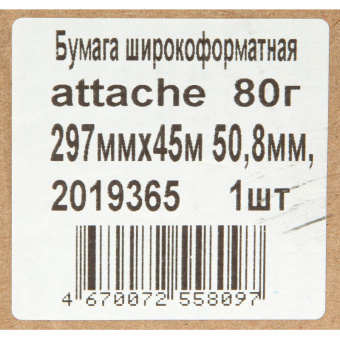 Бумага широкоформатная
attache 80г
297ммх45м 50,8мм,
2019365 1шт
4 670072 558097